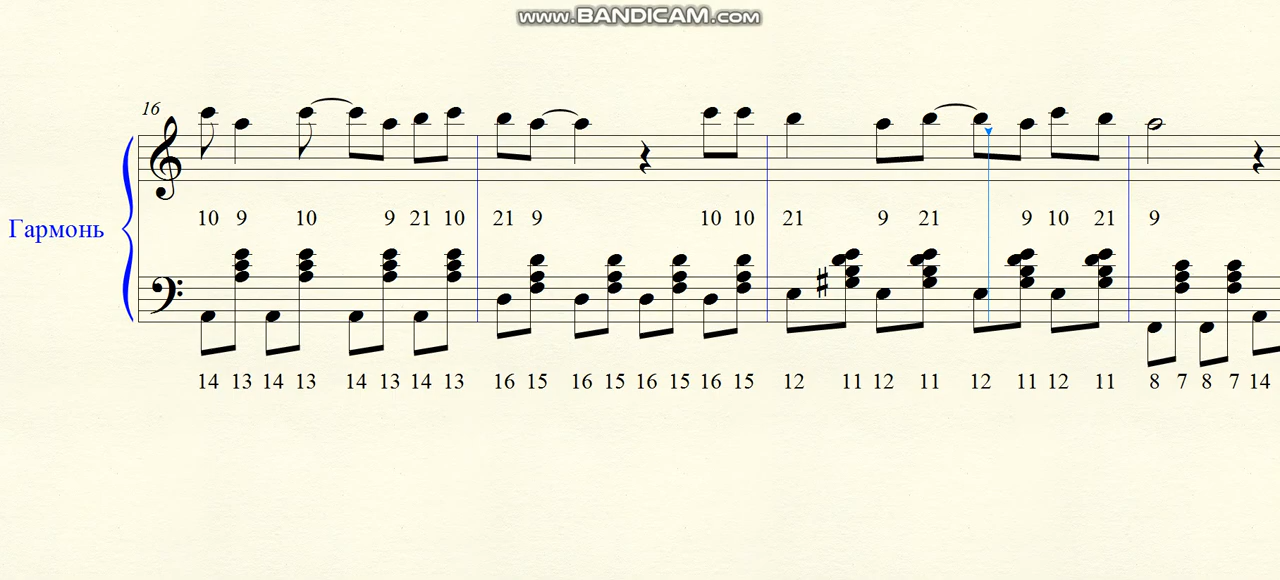 www.BANDICAM.com
16
10 9 10 9 21 10 21 9 10 10 21 9 21 9 10 21 9
Гармонь
14 13 14 13 14 13 14 13 16 15 16 15 16 15 16 15 12 11 12 11 12 11 12 11 8 7 8 7 14